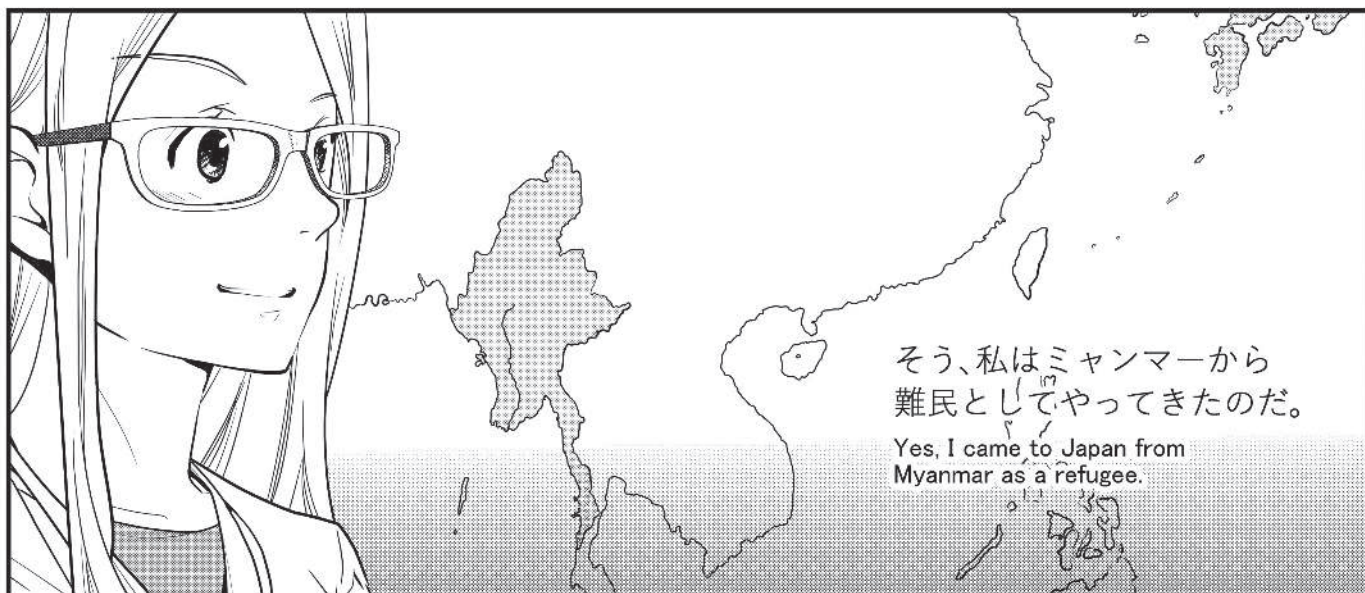 そう、私はミャンマーから
難民としてやってきたのだ。
Yes, I came to Japan from
Myanmar as a refugee.